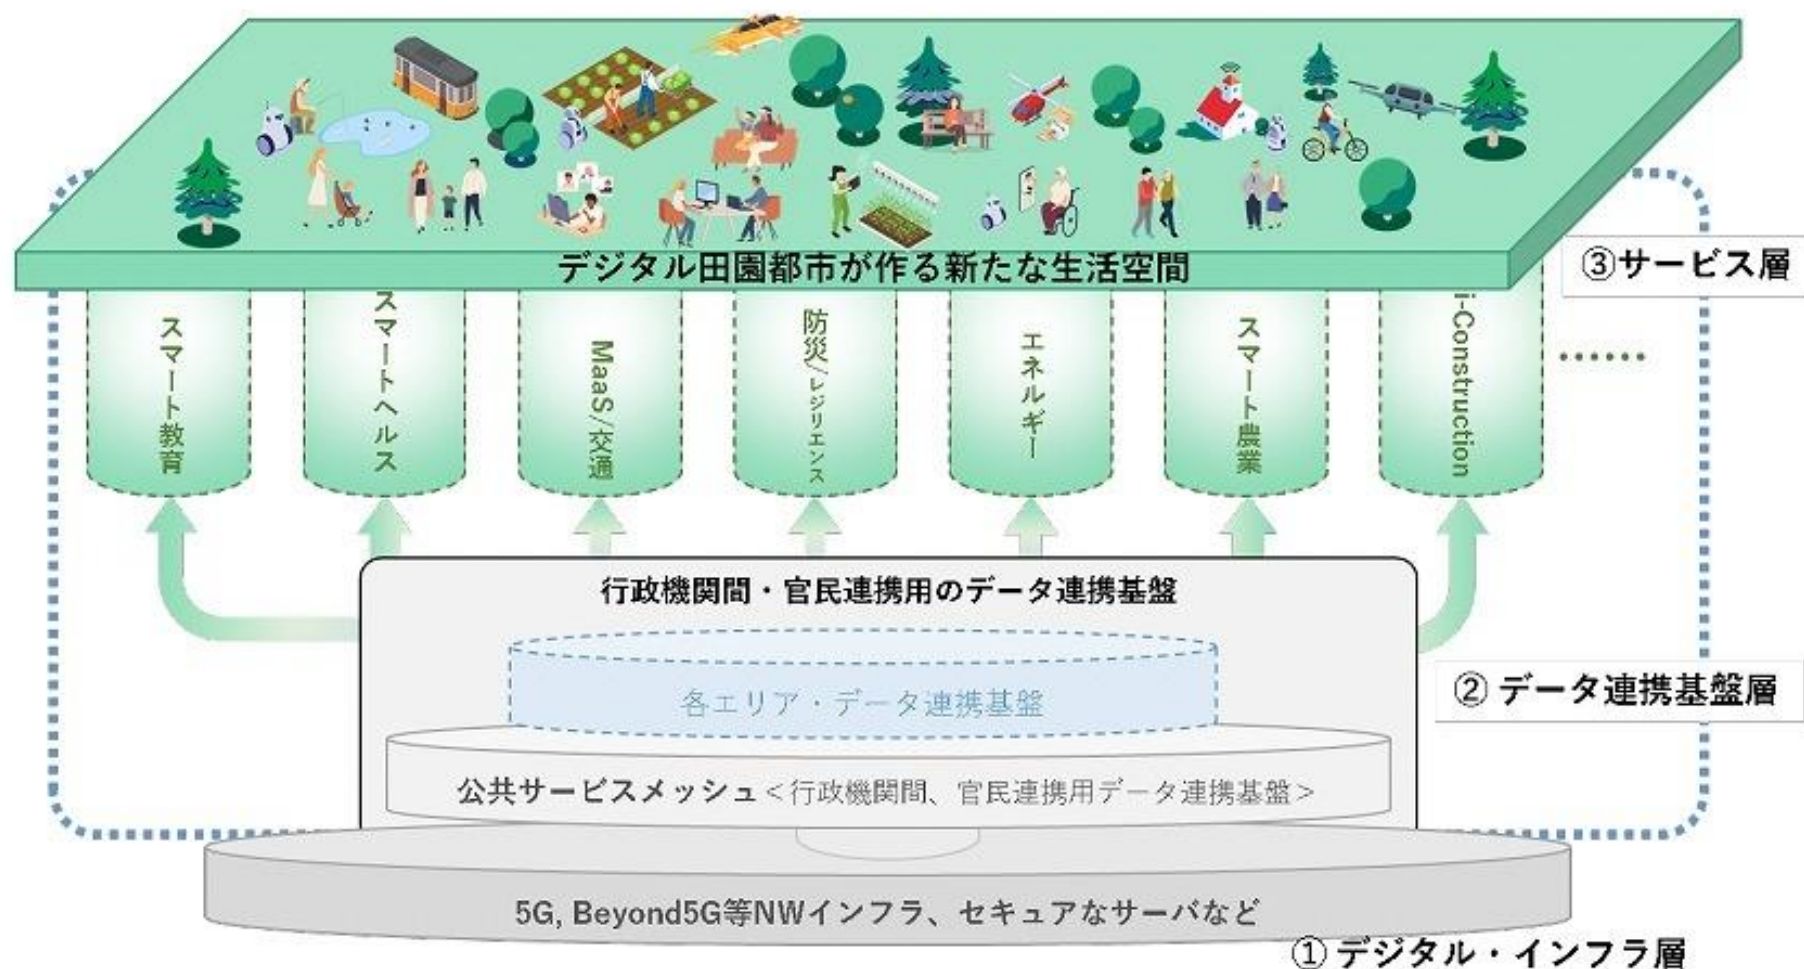 デジタル田園都市が作る新たな生活空間
③サービス層
スマート教育
スマートヘルス
MaaS/交通
防災/レジリエンス
エネルギー
スマート農業
i-Construction
……
行政機関間・官民連携用のデータ連携基盤
各エリア・データ連携基盤
② データ連携基盤層
公共サービスメッシュ<行政機関間、官民連携用データ連携基盤>
5G, Beyond5G等NWインフラ、セキュアなサーバなど
① デジタル・インフラ層